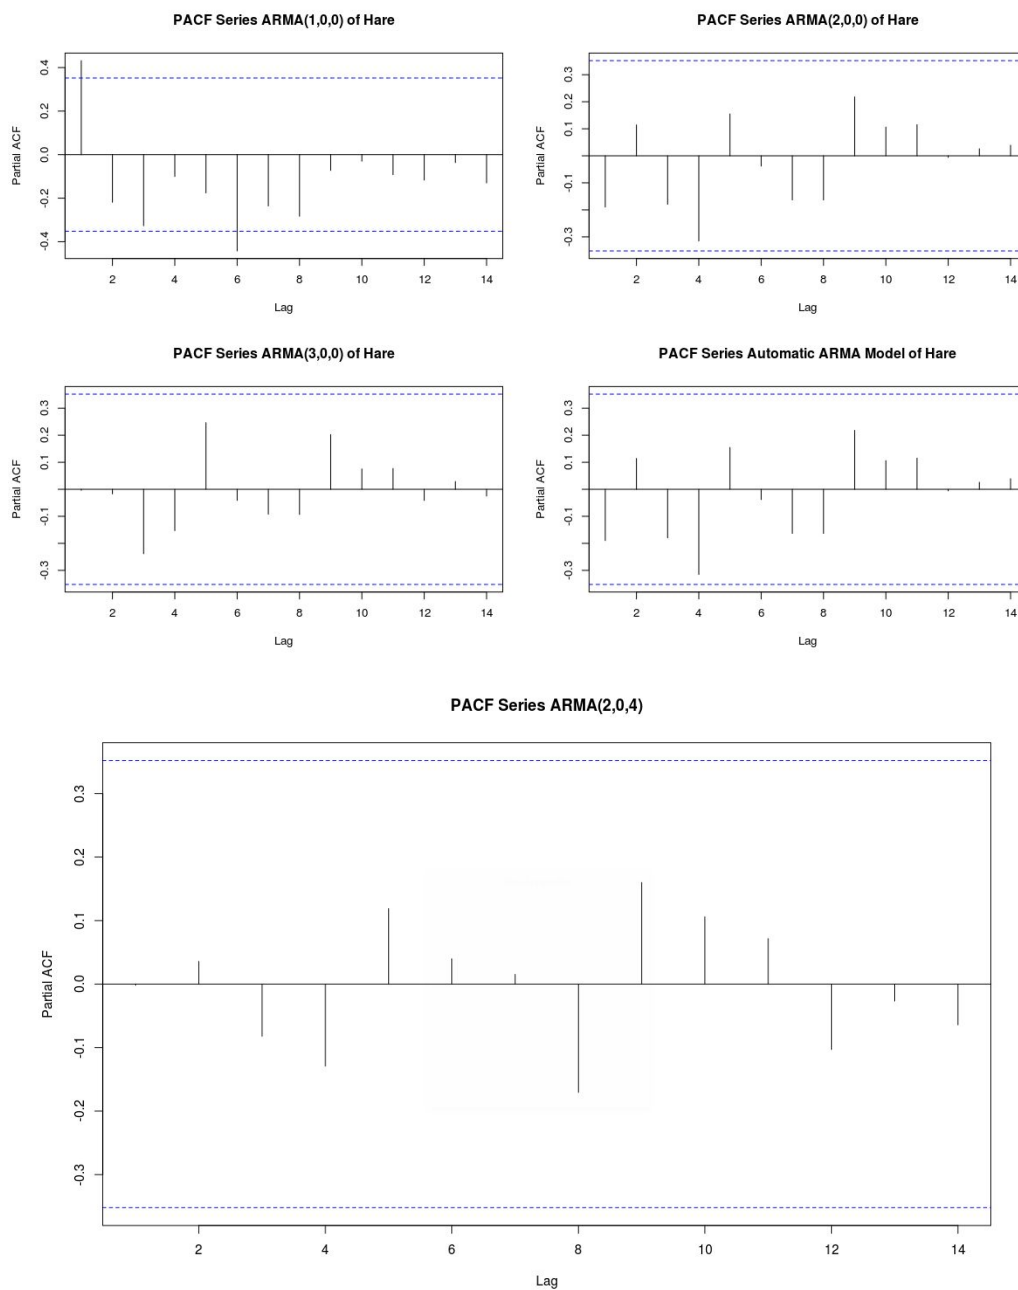 PACF Series ARMA(1,0,0) of Hare
Partial ACF
0.4
0.2
0.0
-0.2
-0.4
2 4 6 8 10 12 14
Lag
PACF Series ARMA(2,0,0) of Hare
Partial ACF
0.3
0.2
0.1
-0.1
-0.3
2 4 6 8 10 12 14
Lag
PACF Series ARMA(3,0,0) of Hare
Partial ACF
0.3
0.2
0.1
-0.1
-0.3
2 4 6 8 10 12 14
Lag
PACF Series Automatic ARMA Model of Hare
Partial ACF
0.3
0.2
0.1
-0.1
-0.3
2 4 6 8 10 12 14
Lag
PACF Series ARMA(2,0,4)
Partial ACF
0.3
0.2
0.1
0.0
-0.1
-0.2
-0.3
2 4 6 8 10 12 14
Lag